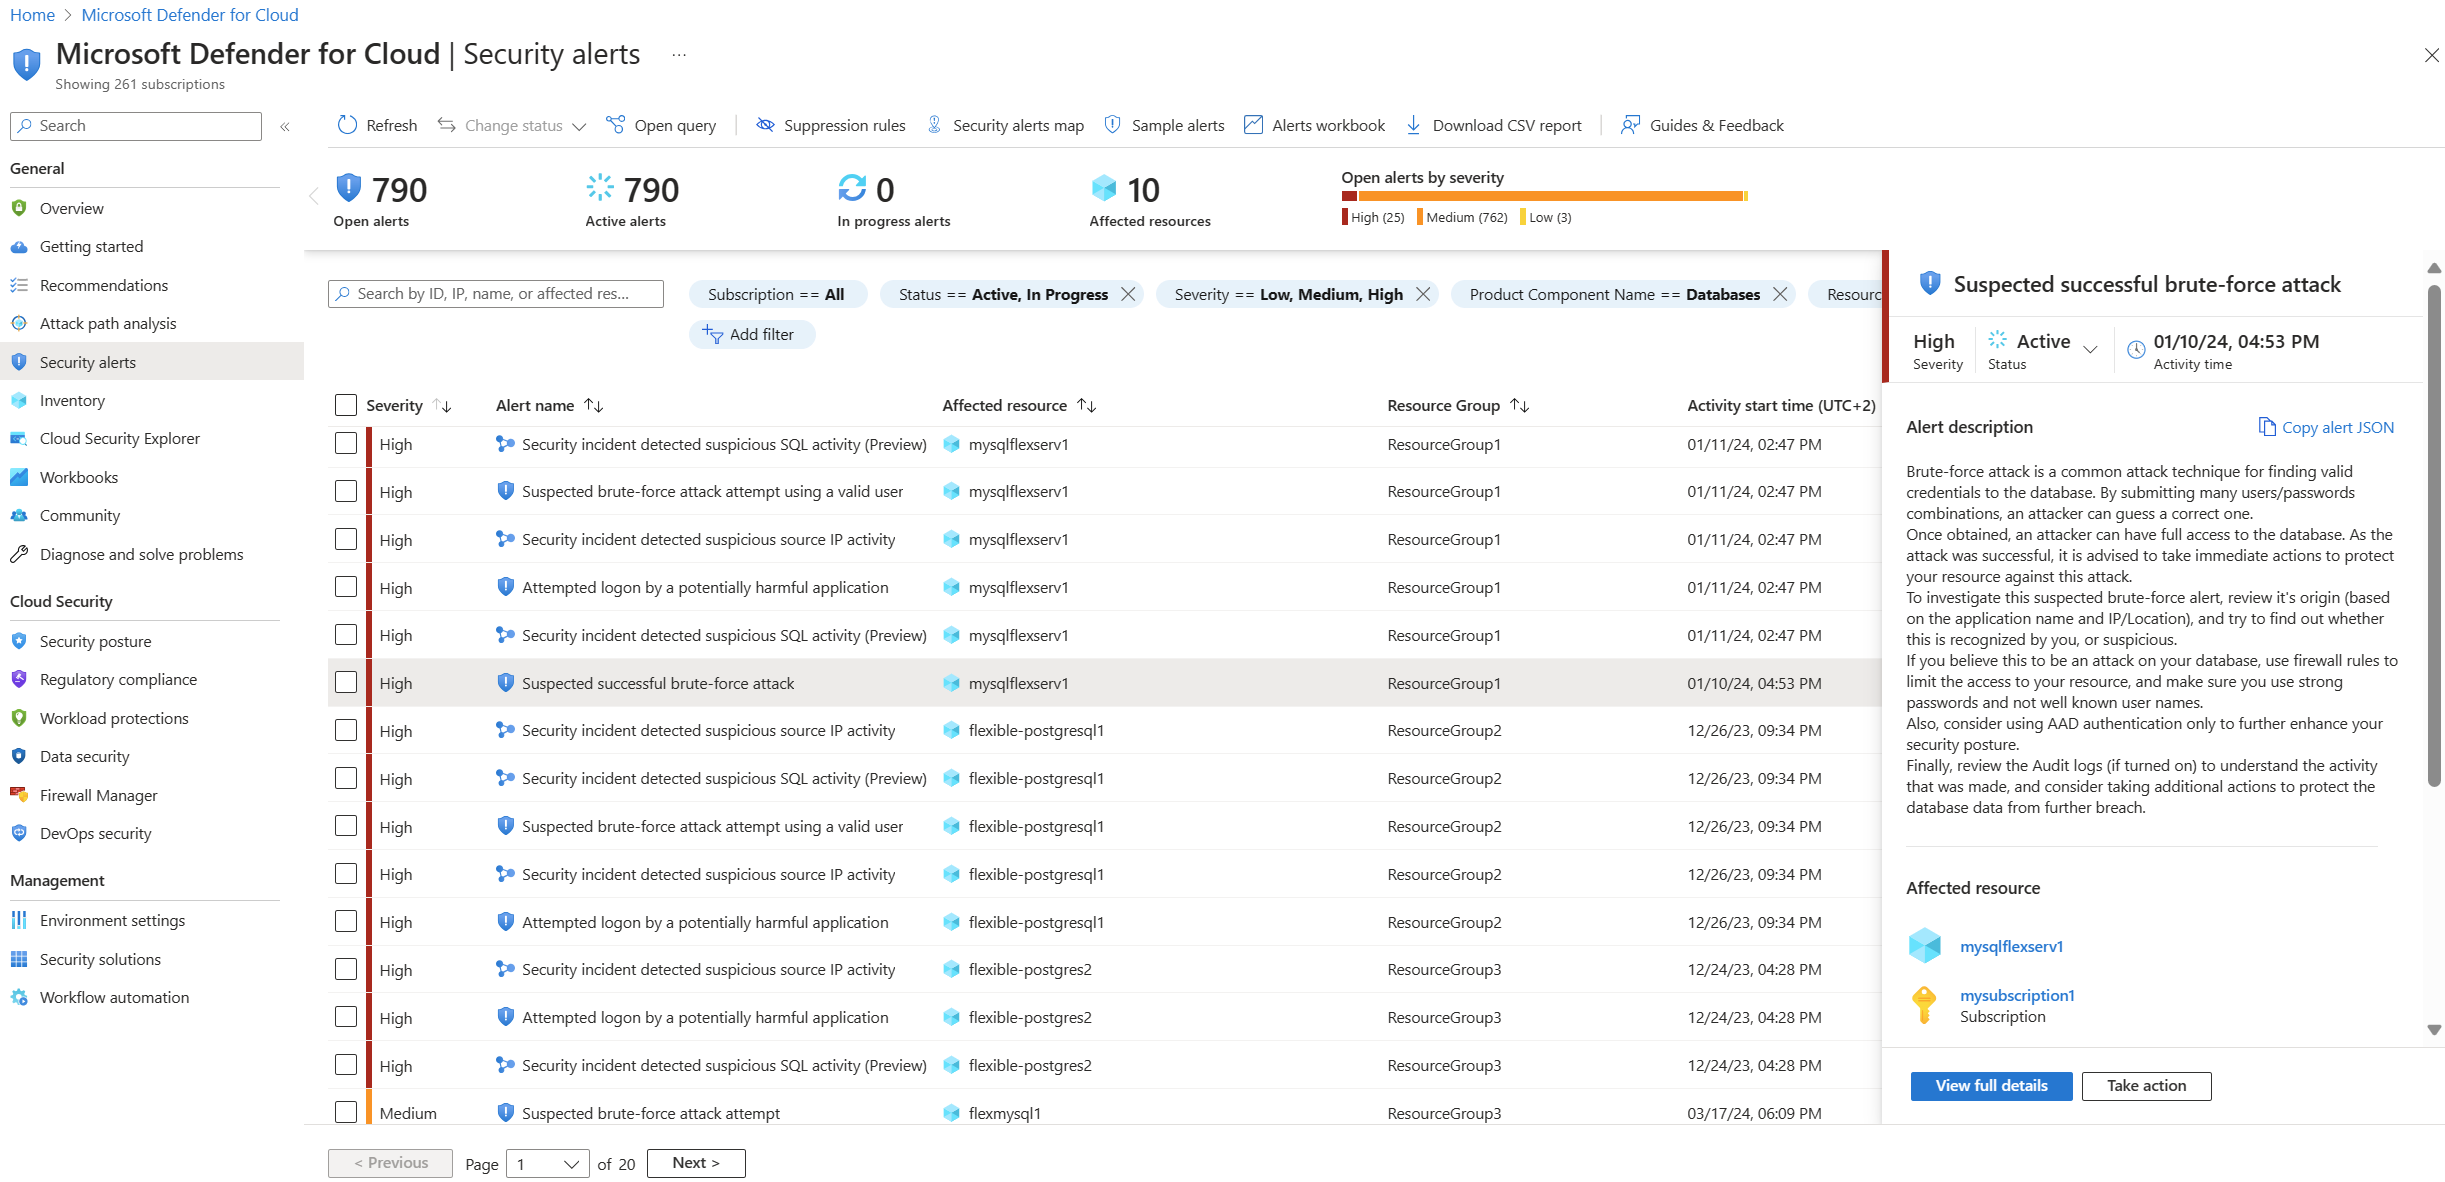 Home > Microsoft Defender for Cloud
Microsoft Defender for Cloud | Security alerts ...
Showing 261 subscriptions
Search «
General
Overview
Getting started
Recommendations
Attack path analysis
Security alerts
Inventory
Cloud Security Explorer
Workbooks
Community
Diagnose and solve problems
Cloud Security
Security posture
Regulatory compliance
Workload protections
Data security
Firewall Manager
DevOps security
Management
Environment settings
Security solutions
Workflow automation
Refresh Change status Open query Suppression rules Security alerts map Sample alerts Alerts workbook Download CSV report Guides & Feedback
790
Open alerts
790
Active alerts
0
In progress alerts
10
Affected resources
Open alerts by severity
High (25) Medium (762) Low (3)
Search by ID, IP, name, or affected res...
Subscription == All Status == Active, In Progress Severity == Low, Medium, High Product Component Name == Databases Resourc
Add filter
Severity Alert name Affected resource Resource Group Activity start time (UTC+2)
High Security incident detected suspicious SQL activity (Preview) mysqlflexserv1 ResourceGroup1 01/11/24, 02:47 PM
High Suspected brute-force attack attempt using a valid user mysqlflexserv1 ResourceGroup1 01/11/24, 02:47 PM
High Security incident detected suspicious source IP activity mysqlflexserv1 ResourceGroup1 01/11/24, 02:47 PM
High Attempted logon by a potentially harmful application mysqlflexserv1 ResourceGroup1 01/11/24, 02:47 PM
High Security incident detected suspicious SQL activity (Preview) mysqlflexserv1 ResourceGroup1 01/11/24, 02:47 PM
High Suspected successful brute-force attack mysqlflexserv1 ResourceGroup1 01/10/24, 04:53 PM
High Security incident detected suspicious source IP activity flexible-postgresql1 ResourceGroup2 12/26/23, 09:34 PM
High Security incident detected suspicious SQL activity (Preview) flexible-postgresql1 ResourceGroup2 12/26/23, 09:34 PM
High Suspected brute-force attack attempt using a valid user flexible-postgresql1 ResourceGroup2 12/26/23, 09:34 PM
High Security incident detected suspicious source IP activity flexible-postgresql1 ResourceGroup2 12/26/23, 09:34 PM
High Attempted logon by a potentially harmful application flexible-postgresql1 ResourceGroup2 12/26/23, 09:34 PM
High Security incident detected suspicious source IP activity flexible-postgres2 ResourceGroup3 12/24/23, 04:28 PM
High Attempted logon by a potentially harmful application flexible-postgres2 ResourceGroup3 12/24/23, 04:28 PM
High Security incident detected suspicious SQL activity (Preview) flexible-postgres2 ResourceGroup3 12/24/23, 04:28 PM
Medium Suspected brute-force attack attempt flexmysql1 ResourceGroup3 03/17/24, 06:09 PM
< Previous Page 1 of 20 Next >
Suspected successful brute-force attack
High
Severity
Active
Status
01/10/24, 04:53 PM
Activity time
Alert description Copy alert JSON
Brute-force attack is a common attack technique for finding valid
credentials to the database. By submitting many users/passwords
combinations, an attacker can guess a correct one.
Once obtained, an attacker can have full access to the database. As the
attack was successful, it is advised to take immediate actions to protect
your resource against this attack.
To investigate this suspected brute-force alert, review it's origin (based
on the application name and IP/Location), and try to find out whether
this is recognized by you, or suspicious.
If you believe this to be an attack on your database, use firewall rules to
limit the access to your resource, and make sure you use strong
passwords and not well known user names.
Also, consider using AAD authentication only to further enhance your
security posture.
Finally, review the Audit logs (if turned on) to understand the activity
that was made, and consider taking additional actions to protect the
database data from further breach.
Affected resource
mysqlflexserv1
mysubscription1
Subscription
View full details Take action